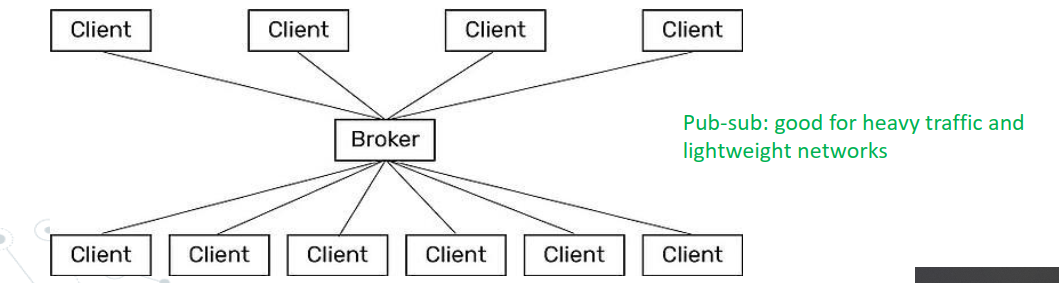 Client Client Client Client
Broker
Pub-sub: good for heavy traffic and
lightweight networks
Client Client Client Client Client Client